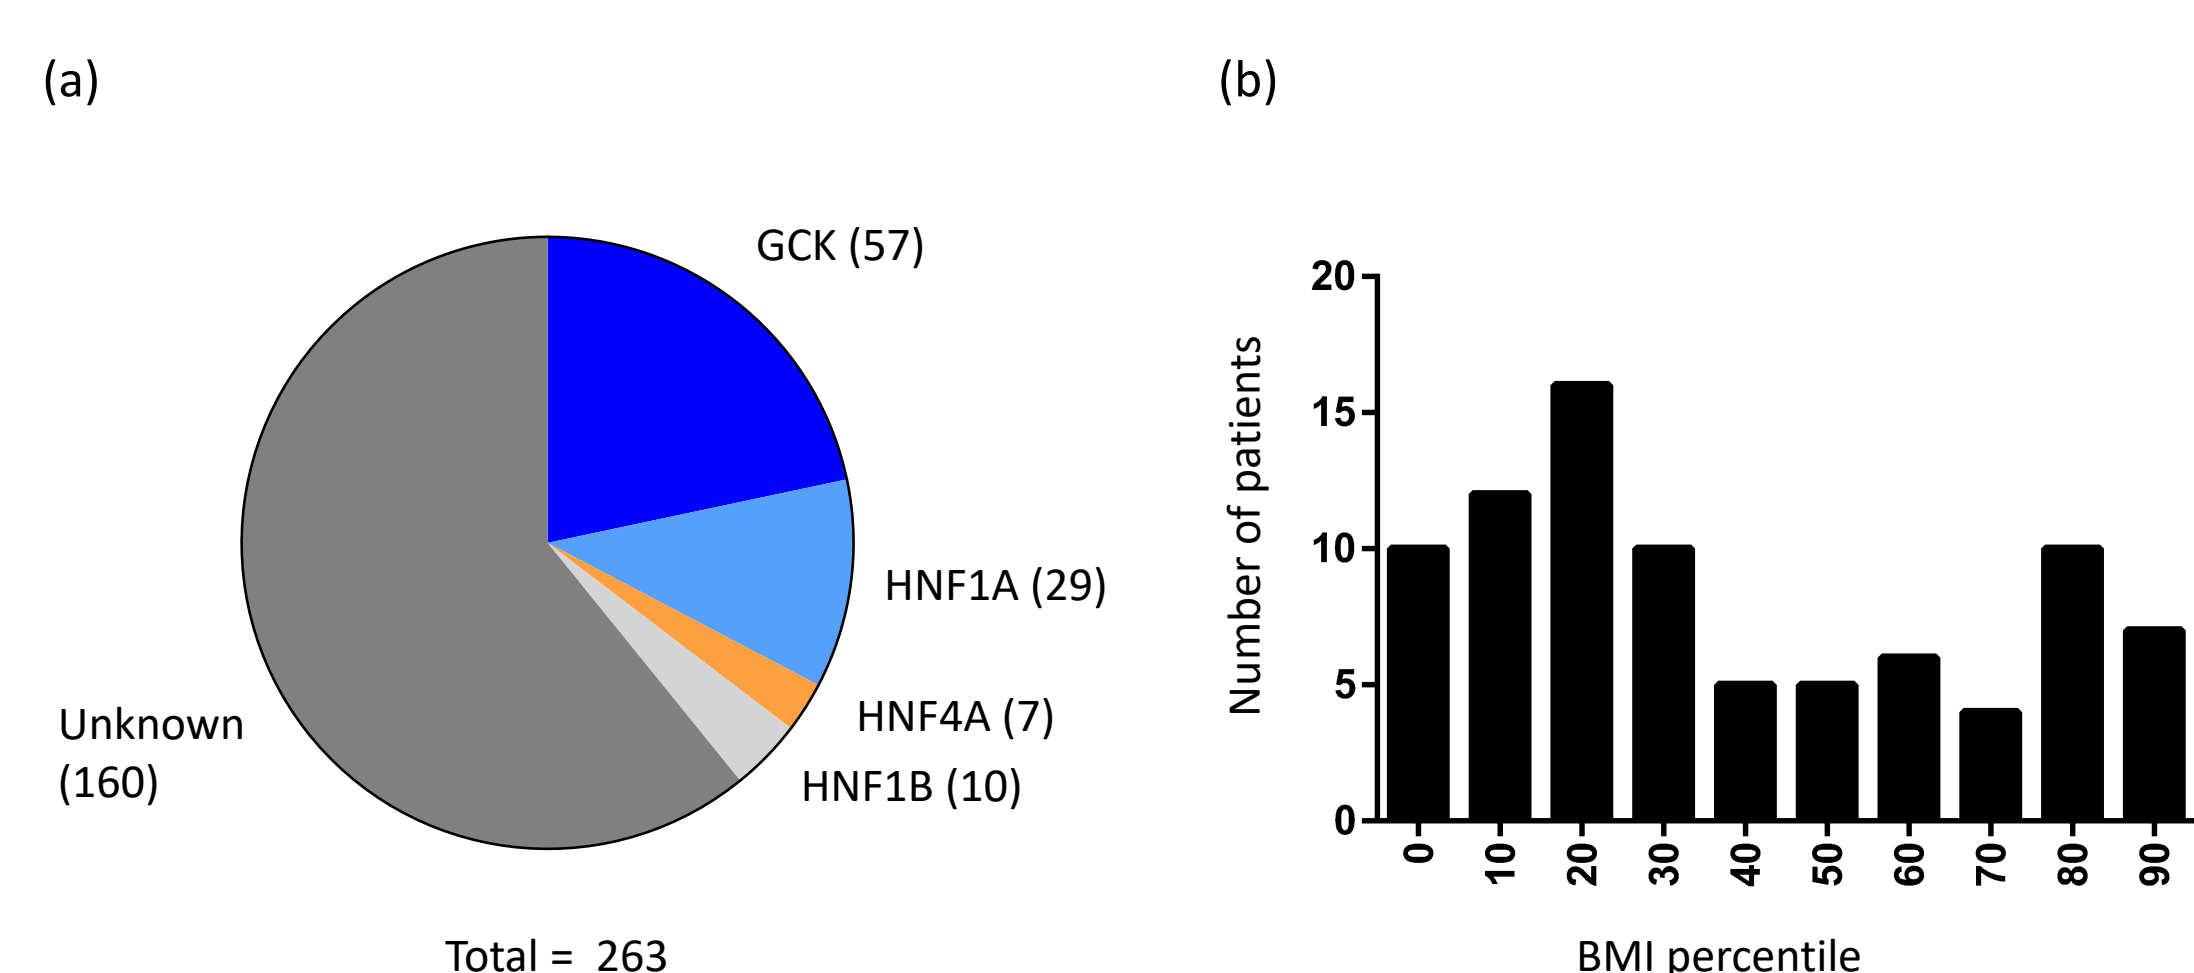 (a)
GCK (57)
HNF1A (29)
HNF4A (7)
HNF1B (10)
Unknown
(160)
Total =  263
(b)
Number of patients
20
15
10
5
0
0
10
20
30
40
50
60
70
80
90
BMI percentile